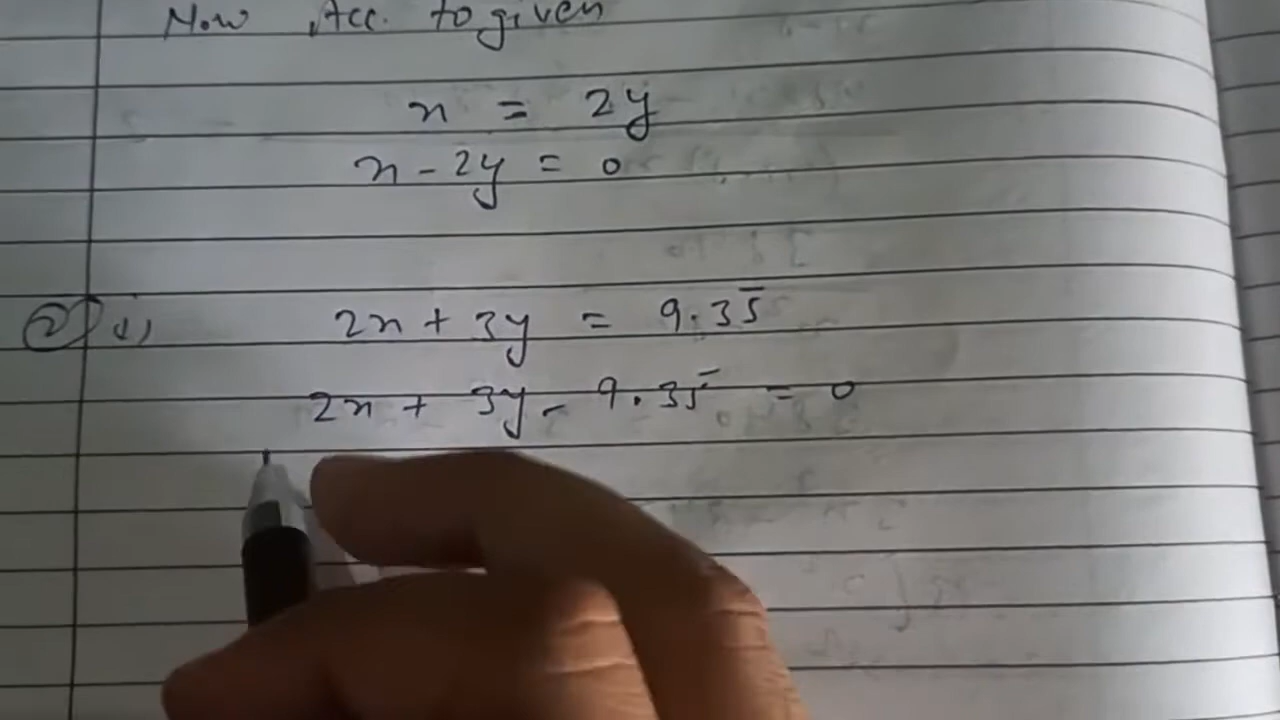 Now Acc. to given
x = 2y
x - 2y = 0
② (i) 2x + 3y = 9.35̅
2x + 3y - 9.35̅ = 0